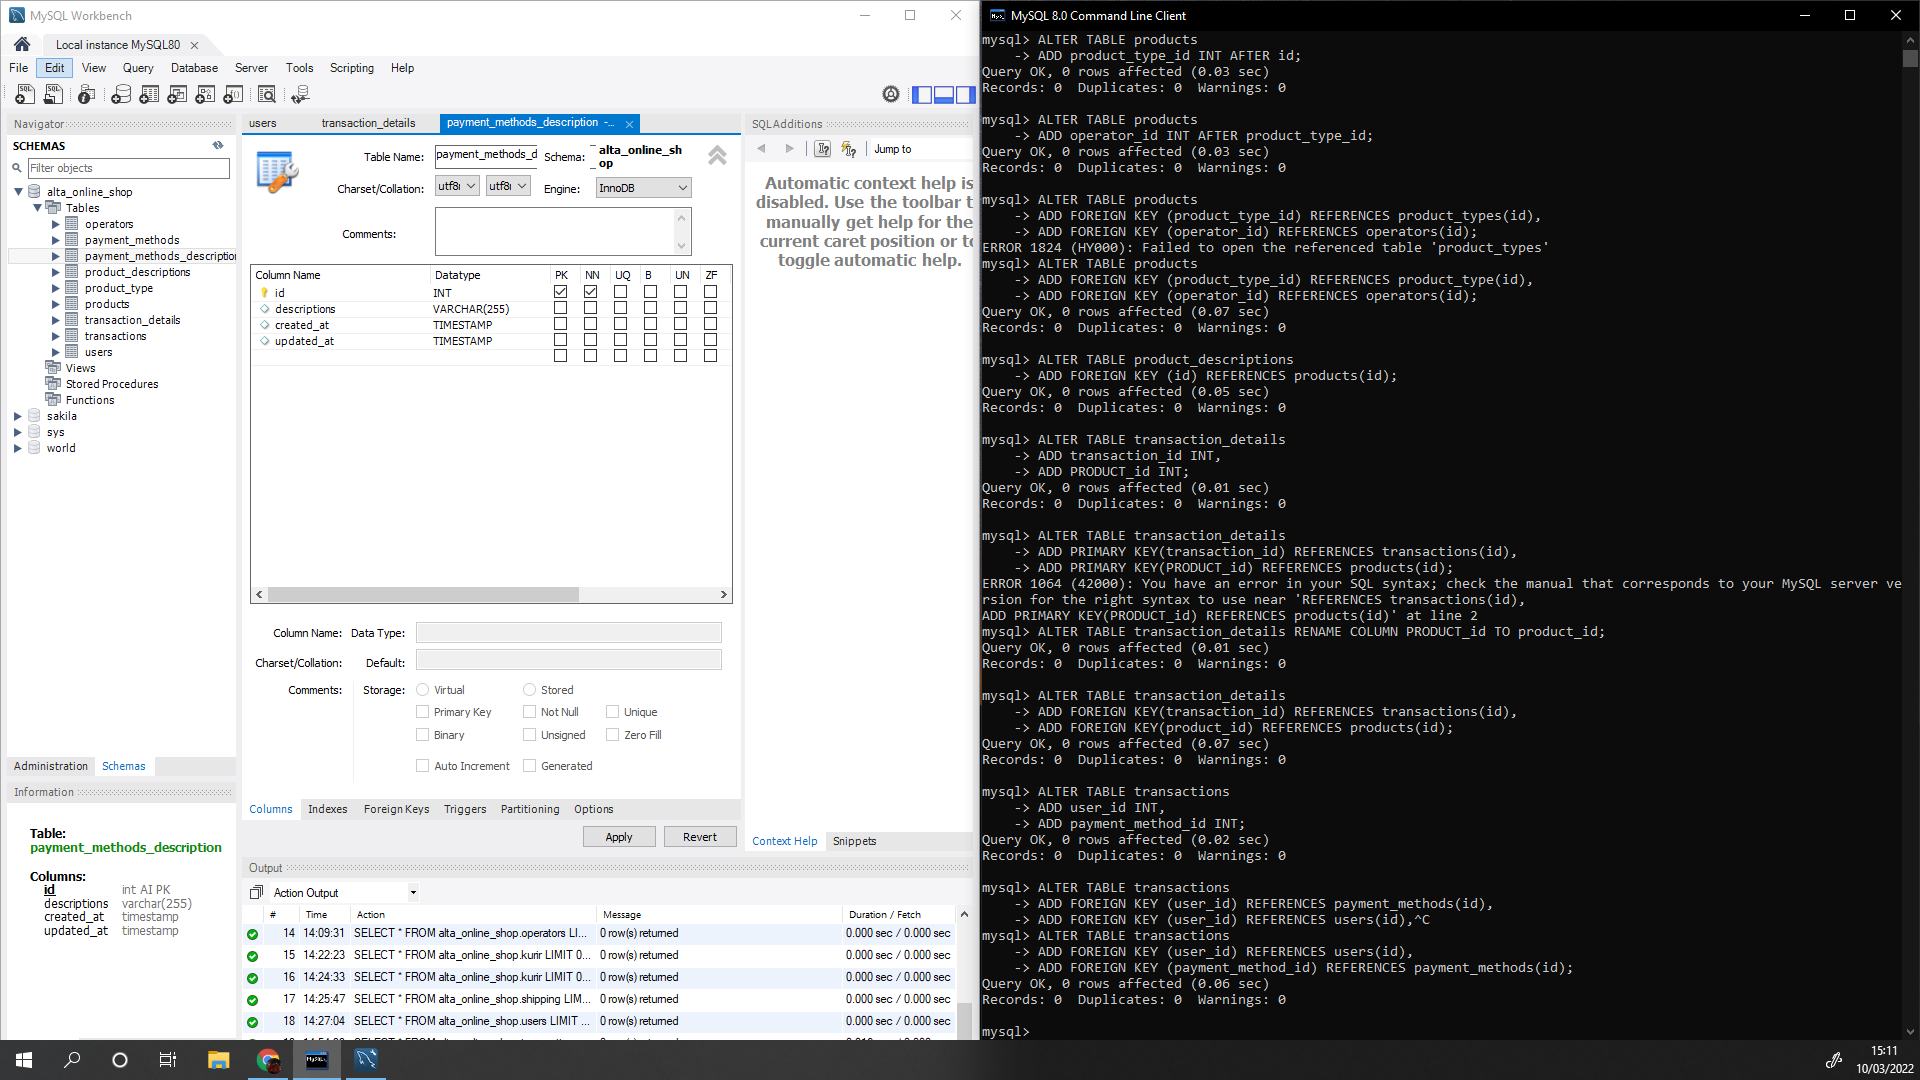 MySQL Workbench
Local instance MySQL80
File Edit View Query Database Server Tools Scripting Help
Navigator
SCHEMAS
Filter objects
alta_online_shop
Tables
operators
payment_methods
payment_methods_description
product_descriptions
product_type
products
transaction_details
transactions
users
Views
Stored Procedures
Functions
sakila
sys
world
Administration Schemas
Information
Table:
payment_methods_description
Columns:
id int AI PK
descriptions varchar(255)
created_at timestamp
updated_at timestamp
users transaction_details payment_methods_description -...
Table Name: payment_methods_d Schema: alta_online_sh
op
Charset/Collation: utf8 utf8 Engine: InnoDB
Comments:
Column Name Datatype PK NN UQ B UN ZF
id INT
descriptions VARCHAR(255)
created_at TIMESTAMP
updated_at TIMESTAMP
Column Name: Data Type:
Charset/Collation: Default:
Comments: Storage: Virtual Stored
Primary Key Not Null Unique
Binary Unsigned Zero Fill
Auto Increment Generated
Columns Indexes Foreign Keys Triggers Partitioning Options
Apply Revert
SQLAdditions
Jump to
Automatic context help is
disabled. Use the toolbar t
manually get help for the
current caret position or to
toggle automatic help.
Context Help Snippets
Output
Action Output
# Time Action Message Duration / Fetch
14 14:09:31 SELECT * FROM alta_online_shop.operators LI... 0 row(s) returned 0.000 sec / 0.000 sec
15 14:22:23 SELECT * FROM alta_online_shop.kurir LIMIT 0... 0 row(s) returned 0.000 sec / 0.000 sec
16 14:24:33 SELECT * FROM alta_online_shop.kurir LIMIT 0... 0 row(s) returned 0.000 sec / 0.000 sec
17 14:25:47 SELECT * FROM alta_online_shop.shipping LIM... 0 row(s) returned 0.000 sec / 0.000 sec
18 14:27:04 SELECT * FROM alta_online_shop.users LIMIT ... 0 row(s) returned 0.000 sec / 0.000 sec
MySQL 8.0 Command Line Client
mysql> ALTER TABLE products
-> ADD product_type_id INT AFTER id;
Query OK, 0 rows affected (0.03 sec)
Records: 0 Duplicates: 0 Warnings: 0
mysql> ALTER TABLE products
-> ADD operator_id INT AFTER product_type_id;
Query OK, 0 rows affected (0.03 sec)
Records: 0 Duplicates: 0 Warnings: 0
mysql> ALTER TABLE products
-> ADD FOREIGN KEY (product_type_id) REFERENCES product_types(id),
-> ADD FOREIGN KEY (operator_id) REFERENCES operators(id);
ERROR 1824 (HY000): Failed to open the referenced table 'product_types'
mysql> ALTER TABLE products
-> ADD FOREIGN KEY (product_type_id) REFERENCES product_type(id),
-> ADD FOREIGN KEY (operator_id) REFERENCES operators(id);
Query OK, 0 rows affected (0.07 sec)
Records: 0 Duplicates: 0 Warnings: 0
mysql> ALTER TABLE product_descriptions
-> ADD FOREIGN KEY (id) REFERENCES products(id);
Query OK, 0 rows affected (0.05 sec)
Records: 0 Duplicates: 0 Warnings: 0
mysql> ALTER TABLE transaction_details
-> ADD transaction_id INT,
-> ADD PRODUCT_id INT;
Query OK, 0 rows affected (0.01 sec)
Records: 0 Duplicates: 0 Warnings: 0
mysql> ALTER TABLE transaction_details
-> ADD PRIMARY KEY(transaction_id) REFERENCES transactions(id),
-> ADD PRIMARY KEY(PRODUCT_id) REFERENCES products(id);
ERROR 1064 (42000): You have an error in your SQL syntax; check the manual that corresponds to your MySQL server ve
rsion for the right syntax to use near 'REFERENCES transactions(id),
ADD PRIMARY KEY(PRODUCT_id) REFERENCES products(id)' at line 2
mysql> ALTER TABLE transaction_details RENAME COLUMN PRODUCT_id TO product_id;
Query OK, 0 rows affected (0.01 sec)
Records: 0 Duplicates: 0 Warnings: 0
mysql> ALTER TABLE transaction_details
-> ADD FOREIGN KEY(transaction_id) REFERENCES transactions(id),
-> ADD FOREIGN KEY(product_id) REFERENCES products(id);
Query OK, 0 rows affected (0.07 sec)
Records: 0 Duplicates: 0 Warnings: 0
mysql> ALTER TABLE transactions
-> ADD user_id INT,
-> ADD payment_method_id INT;
Query OK, 0 rows affected (0.02 sec)
Records: 0 Duplicates: 0 Warnings: 0
mysql> ALTER TABLE transactions
-> ADD FOREIGN KEY (user_id) REFERENCES payment_methods(id),
-> ADD FOREIGN KEY (user_id) REFERENCES users(id),^C
mysql> ALTER TABLE transactions
-> ADD FOREIGN KEY (user_id) REFERENCES users(id),
-> ADD FOREIGN KEY (payment_method_id) REFERENCES payment_methods(id);
Query OK, 0 rows affected (0.06 sec)
Records: 0 Duplicates: 0 Warnings: 0
mysql>
15:11
10/03/2022